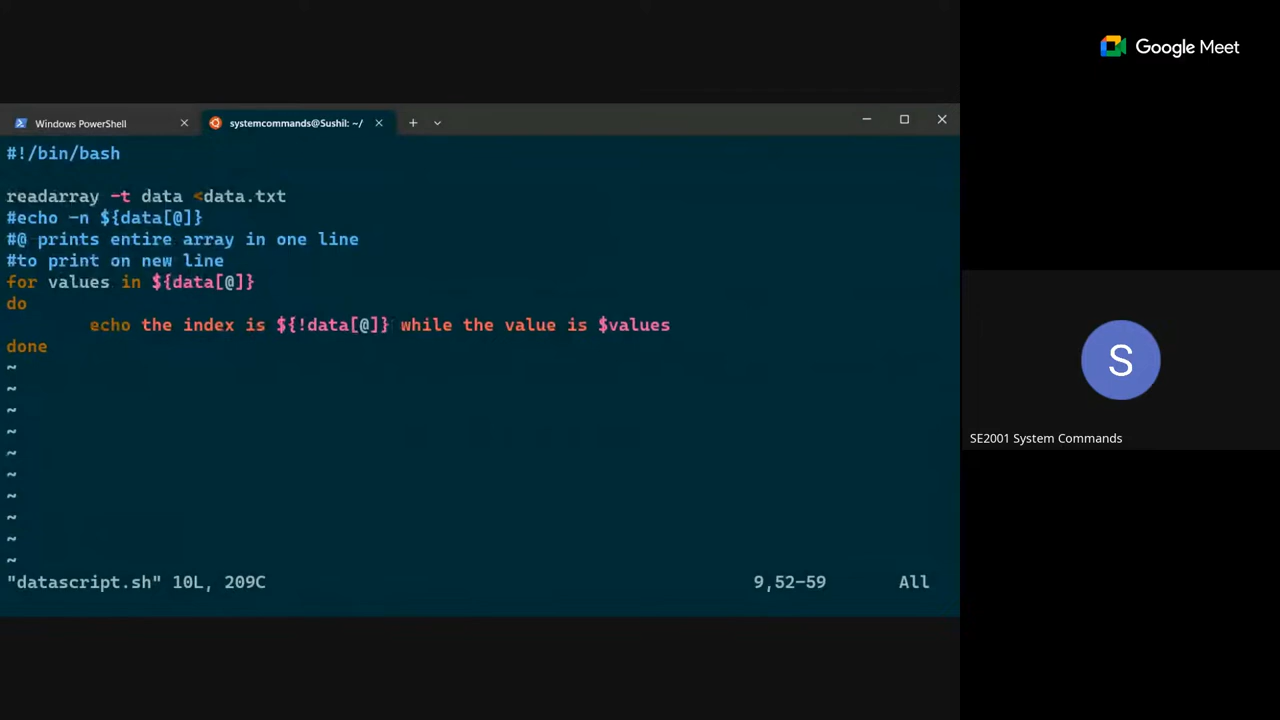 Google Meet
Windows PowerShell
systemcommands@Sushil: ~/
#!/bin/bash
readarray -t data <data.txt
#echo -n ${data[@]}
#@ prints entire array in one line
#to print on new line
for values in ${data[@]}
do
echo the index is ${!data[@]} while the value is $values
done
~
~
~
~
~
~
~
~
~
~
"datascript.sh" 10L, 209C 9,52-59 All
S
SE2001 System Commands